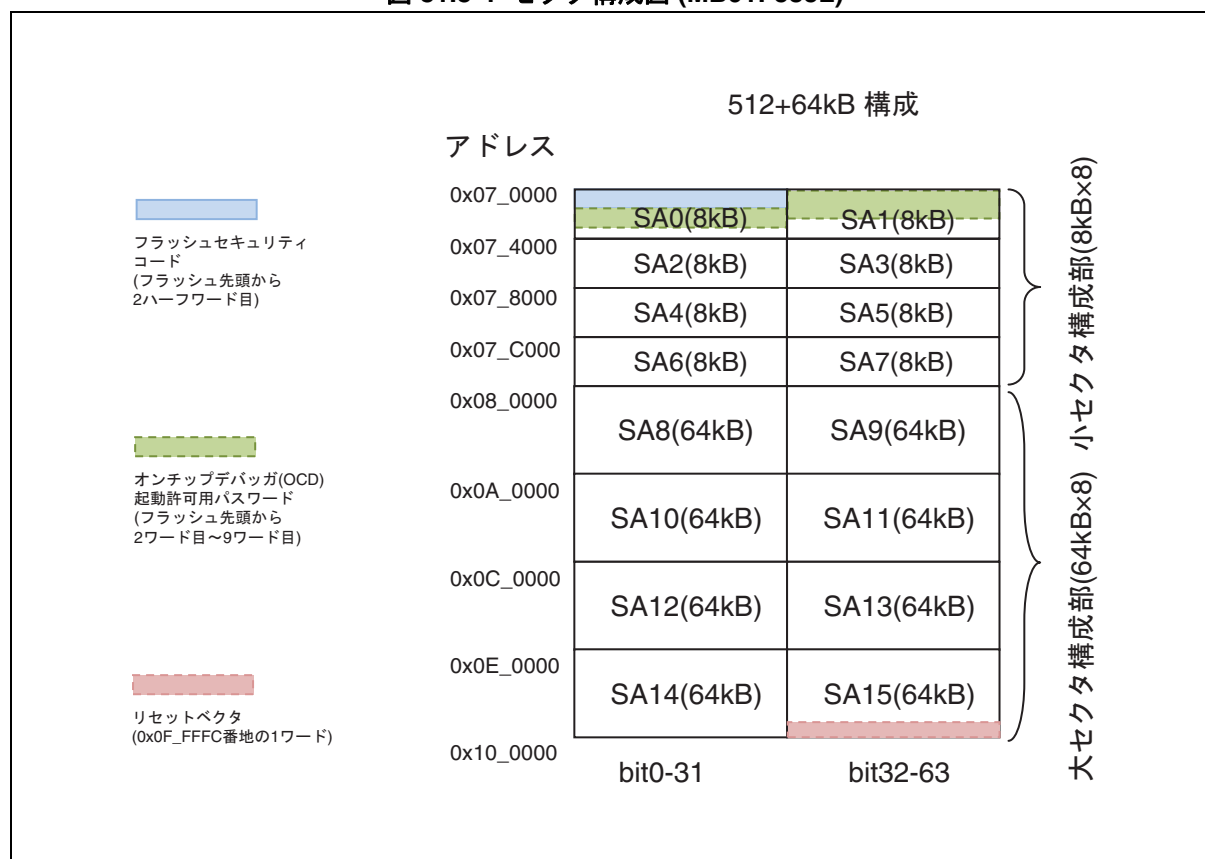 512+64kB 構成
アドレス
0x07_0000
0x07_4000
0x07_8000
0x07_C000
0x08_0000
0x0A_0000
0x0C_0000
0x0E_0000
0x10_0000
SA0(8kB) SA1(8kB)
SA2(8kB) SA3(8kB)
SA4(8kB) SA5(8kB)
SA6(8kB) SA7(8kB)
SA8(64kB) SA9(64kB)
SA10(64kB) SA11(64kB)
SA12(64kB) SA13(64kB)
SA14(64kB) SA15(64kB)
bit0-31 bit32-63
小セクタ構成部(8kB×8)
大セクタ構成部(64kB×8)
フラッシュセキュリティ
コード
(フラッシュ先頭から
2ハーフワード目)
オンチップデバッガ(OCD)
起動許可用パスワード
(フラッシュ先頭から
2ワード目～9ワード目)
リセットベクタ
(0x0F_FFFC番地の1ワード)